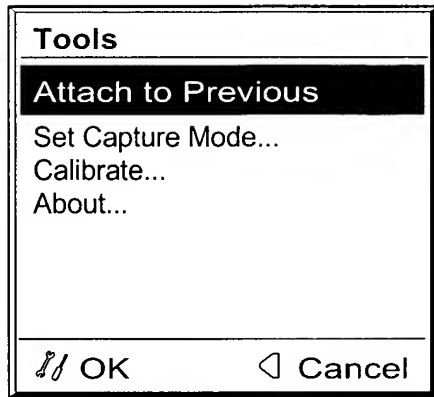 Tools
Attach to Previous
Set Capture Mode...
Calibrate...
About...
OK Cancel